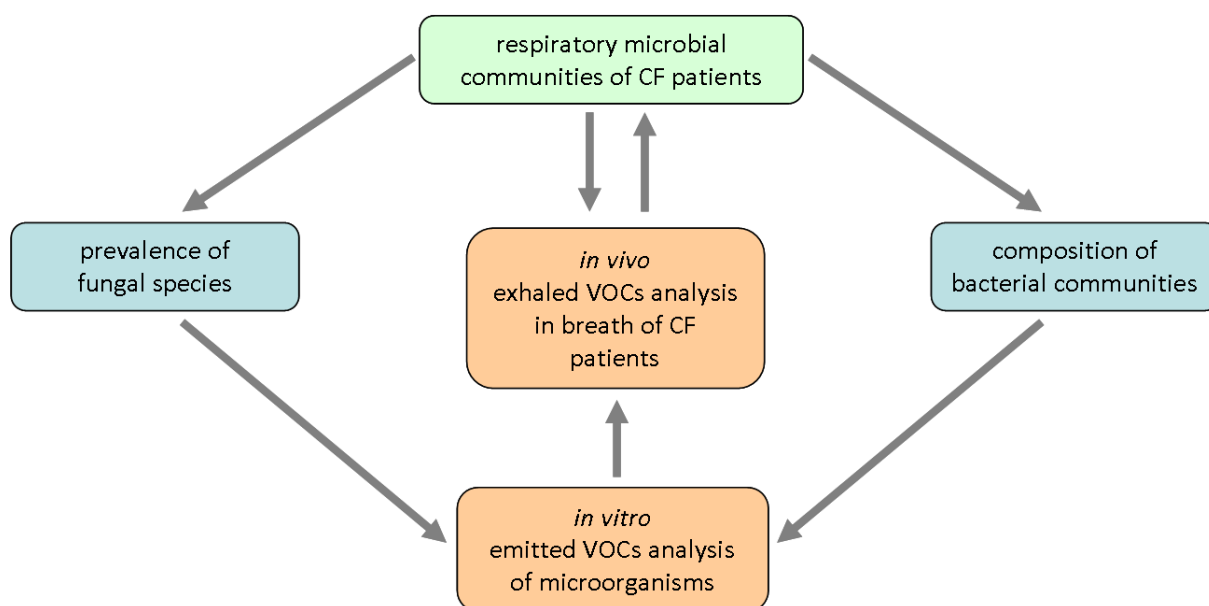 respiratory microbial
communities of CF patients
prevalence of
fungal species
in vivo
exhaled VOCs analysis
in breath of CF
patients
composition of
bacterial communities
in vitro
emitted VOCs analysis
of microorganisms